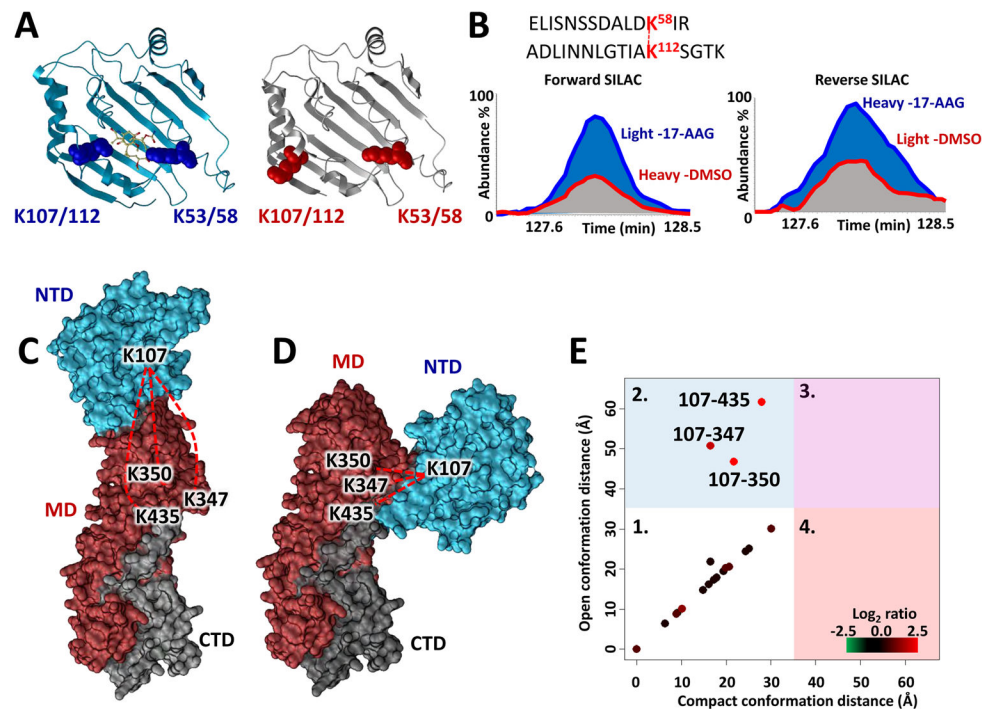 A
K107/112
K53/58
K107/112
K53/58
B
ELISNSSDALDK58IR
ADLINNLGTIAK112SGTK
Forward SILAC
Abundance %
100
0
Light -17-AAG
Heavy -DMSO
127.6
Time (min)
128.5
Reverse SILAC
Abundance %
100
0
Heavy -17-AAG
Light -DMSO
127.6
Time (min)
128.5
C
NTD
K107
K350
K347
K435
MD
CTD
D
MD
NTD
K350
K107
K347
K435
CTD
E
Open conformation distance (Å)
60
50
40
30
20
10
0
2.
3.
107-435
107-347
107-350
1.
4.
Log2 ratio
-2.5 0.0 2.5
0 10 20 30 40 50 60
Compact conformation distance (Å)